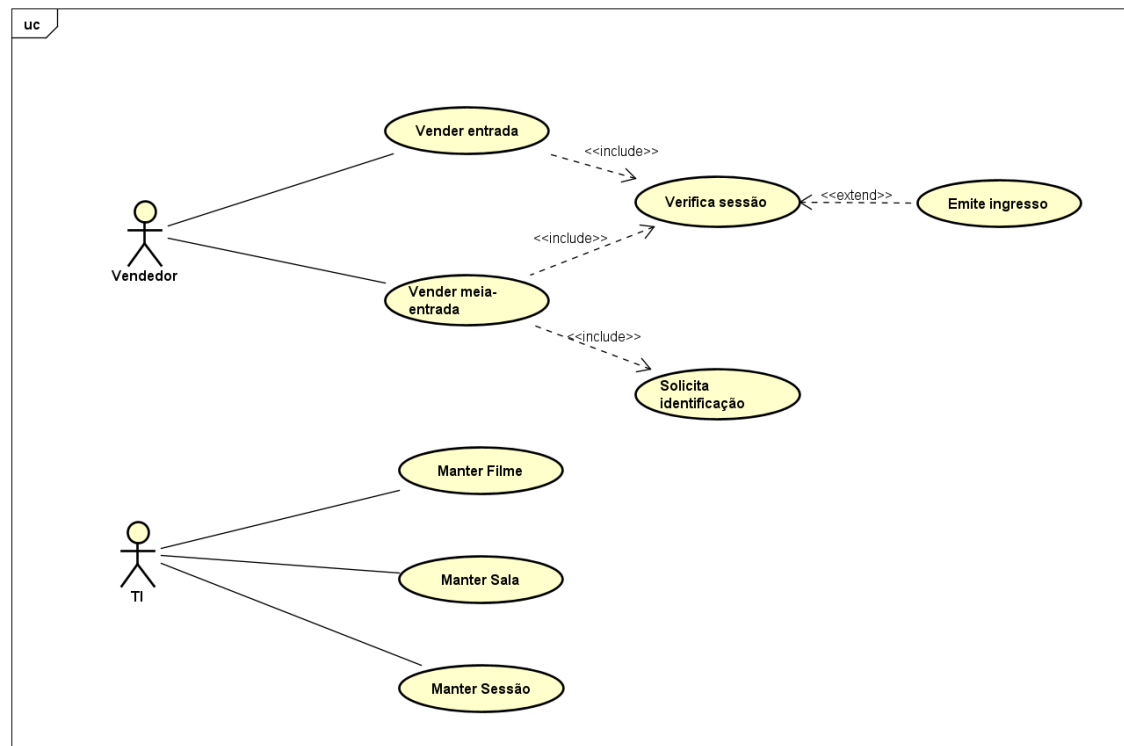 uc
Vender entrada
<<include>>
Verifica sessão
<<extend>>
Emite ingresso
<<include>>
Vendedor
Vender meia-
entrada
<<include>>
Solicita
identificação
Manter Filme
Manter Sala
TI
Manter Sessão